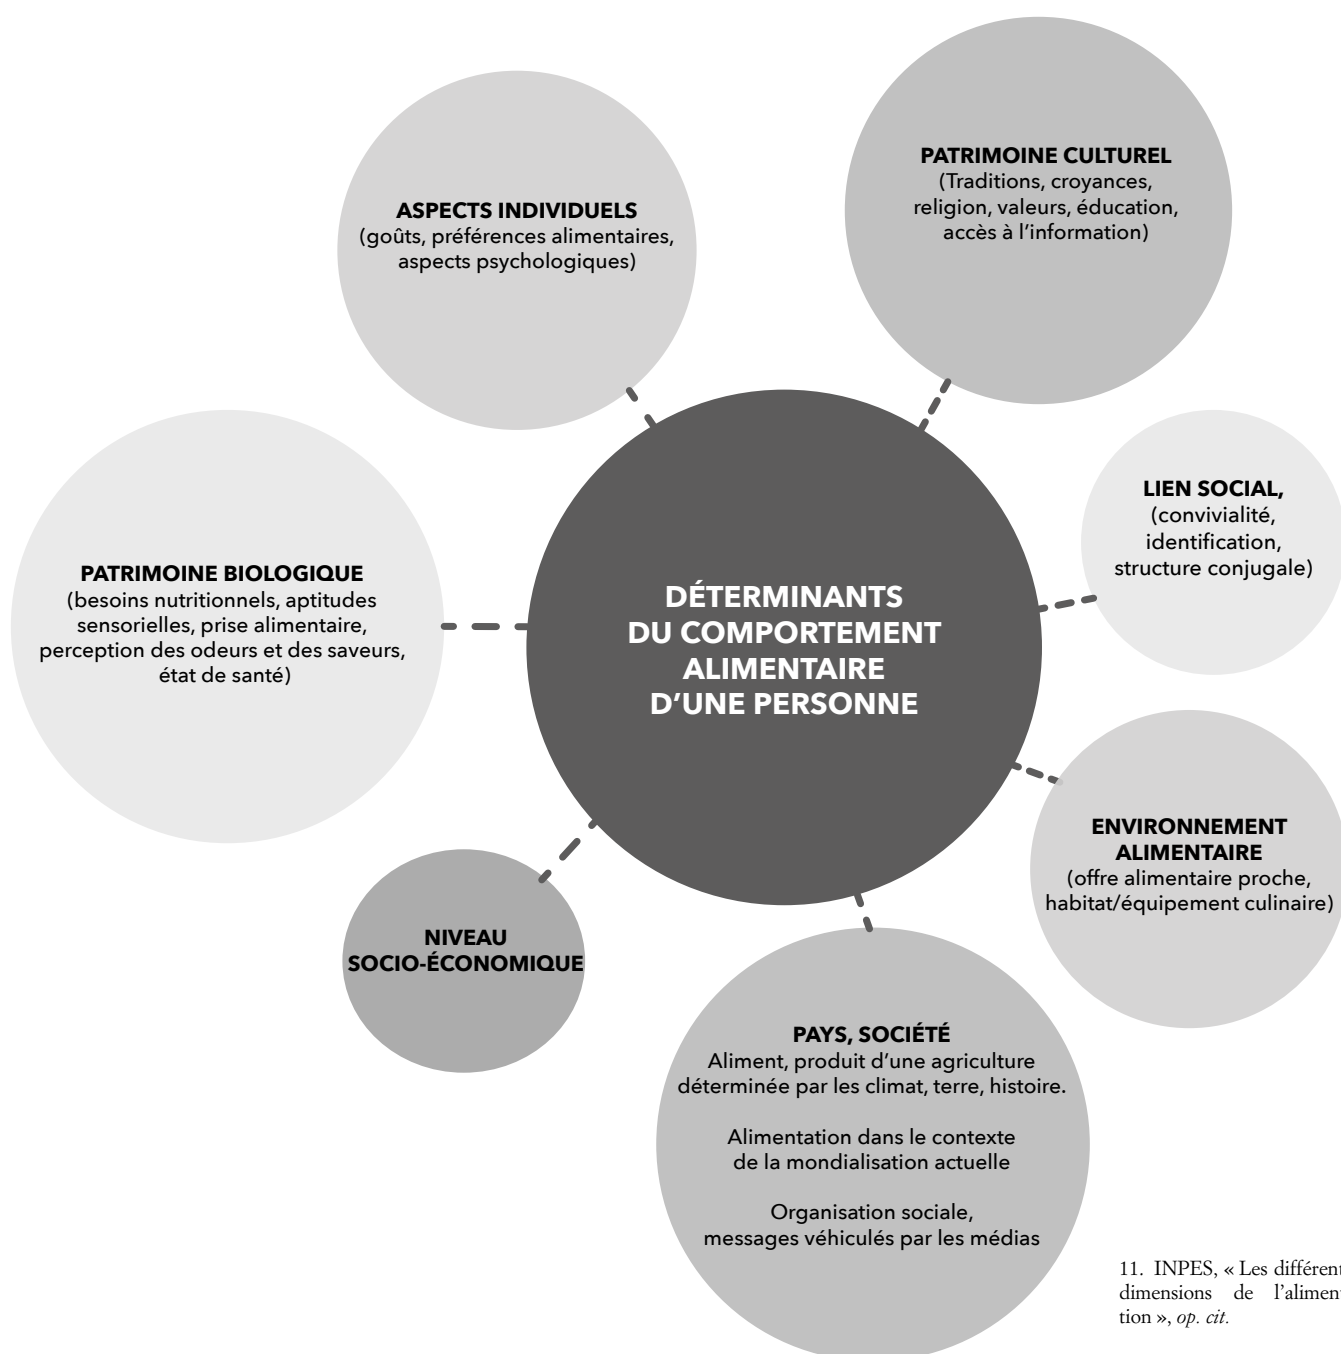 PATRIMOINE CULTUREL
(Traditions, croyances,
religion, valeurs, éducation,
accès à l’information)
ASPECTS INDIVIDUELS
(goûts, préférences alimentaires,
aspects psychologiques)
LIEN SOCIAL,
(convivialité,
identification,
structure conjugale)
PATRIMOINE BIOLOGIQUE
(besoins nutritionnels, aptitudes
sensorielles, prise alimentaire,
perception des odeurs et des saveurs,
état de santé)
DÉTERMINANTS
DU COMPORTEMENT
ALIMENTAIRE
D’UNE PERSONNE
ENVIRONNEMENT
ALIMENTAIRE
(offre alimentaire proche,
habitat/équipement culinaire)
NIVEAU
SOCIO-ÉCONOMIQUE
PAYS, SOCIÉTÉ
Aliment, produit d’une agriculture
déterminée par les climat, terre, histoire.
Alimentation dans le contexte
de la mondialisation actuelle
Organisation sociale,
messages véhiculés par les médias
11. INPES, « Les différent
dimensions de l’aliment
tion », op. cit.